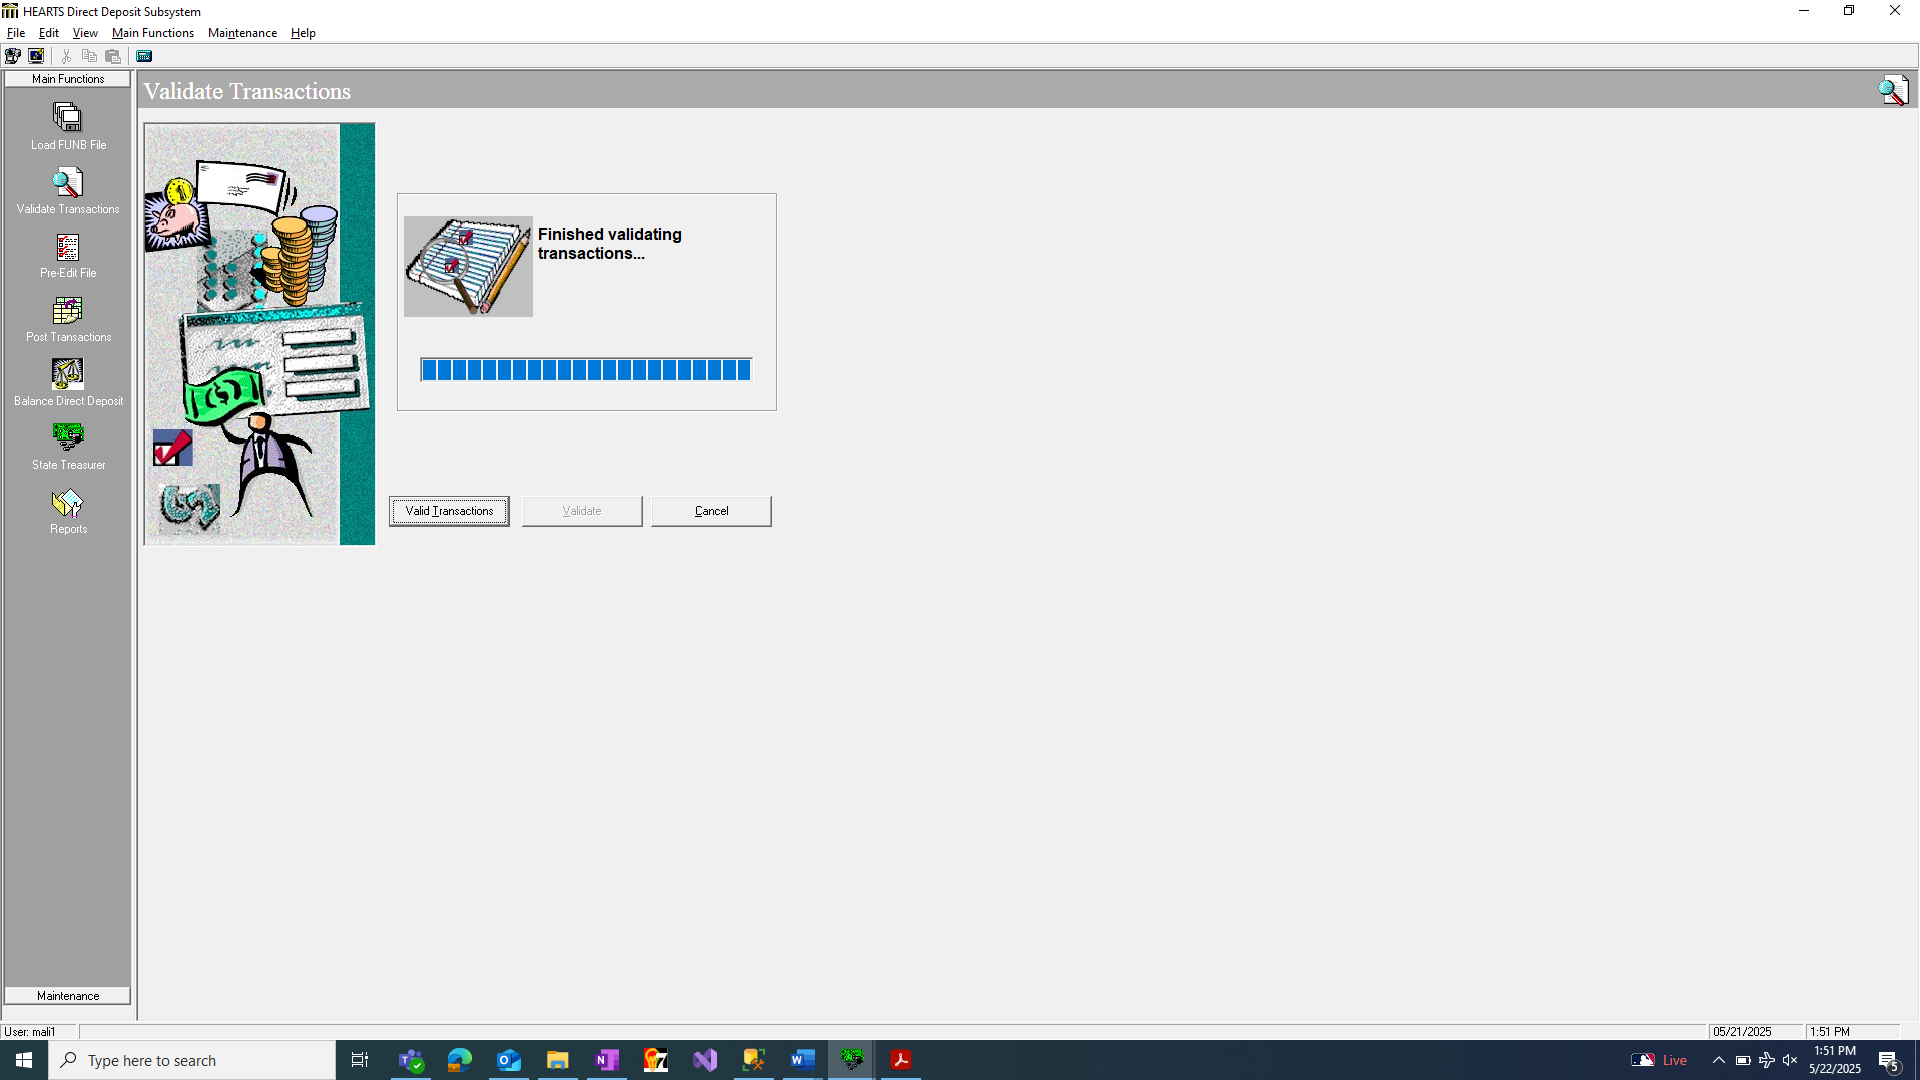 HEARTS Direct Deposit Subsystem
File Edit View Main Functions Maintenance Help
Main Functions
Validate Transactions
Load FUNB File
Validate Transactions
Pre-Edit File
Post Transactions
Balance Direct Deposit
State Treasurer
Reports
Finished validating
transactions...
Valid Transactions Validate Cancel
Maintenance
User: mali1 05/21/2025 1:51 PM
Type here to search
Live
1:51 PM
5/22/2025
5